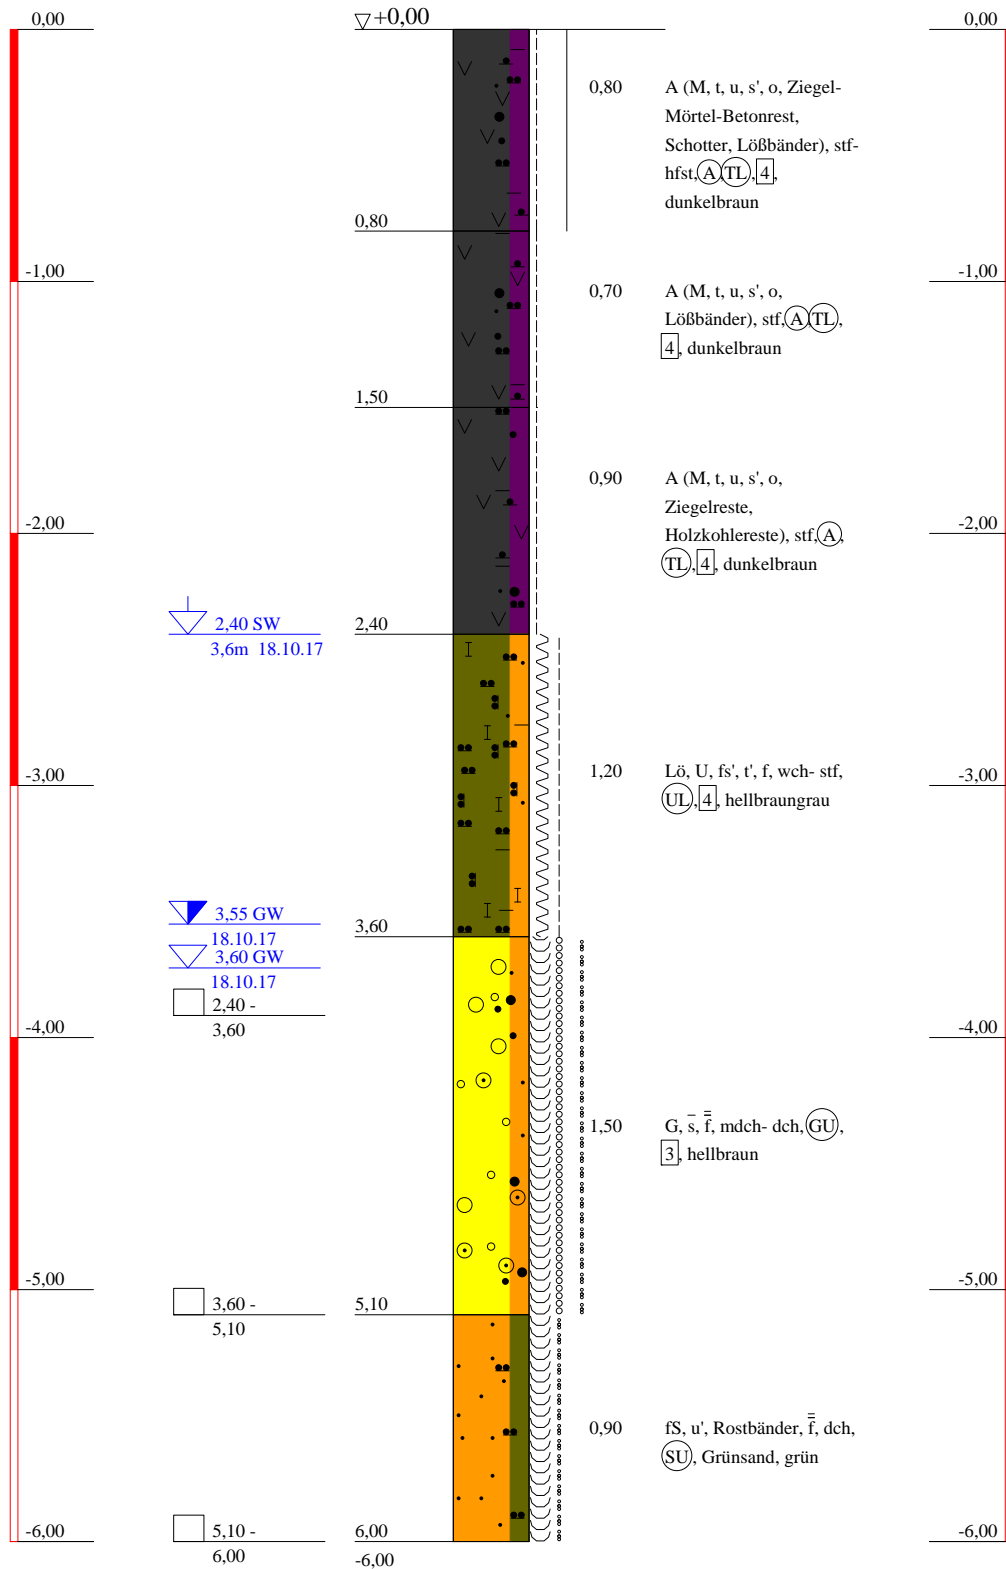 0,00
+0,00
0,00
0,80
A (M, t, u, s', o, Ziegel-
Mörtel-Betonrest,
Schotter, Lößbänder), stf-
hfst, A, TL, 4,
dunkelbraun
0,80
-1,00
-1,00
0,70
A (M, t, u, s', o,
Lößbänder), stf, A, TL,
4, dunkelbraun
1,50
0,90
A (M, t, u, s', o,
Ziegelreste,
Holzkohlereste), stf, A,
TL, 4, dunkelbraun
-2,00
-2,00
2,40 SW
3,6m 18.10.17
2,40
1,20
Lö, U, fs', t', f, wch- stf,
UL, 4, hellbraungrau
-3,00
-3,00
3,55 GW
18.10.17
3,60
3,60 GW
18.10.17
2,40 -
3,60
-4,00
-4,00
1,50
G, s̄, f̿, mdch- dch, GU,
3, hellbraun
-5,00
-5,00
3,60 -
5,10
5,10
0,90
fS, u', Rostbänder, f̿, dch,
SU, Grünsand, grün
-6,00
5,10 -
6,00
6,00
-6,00
-6,00